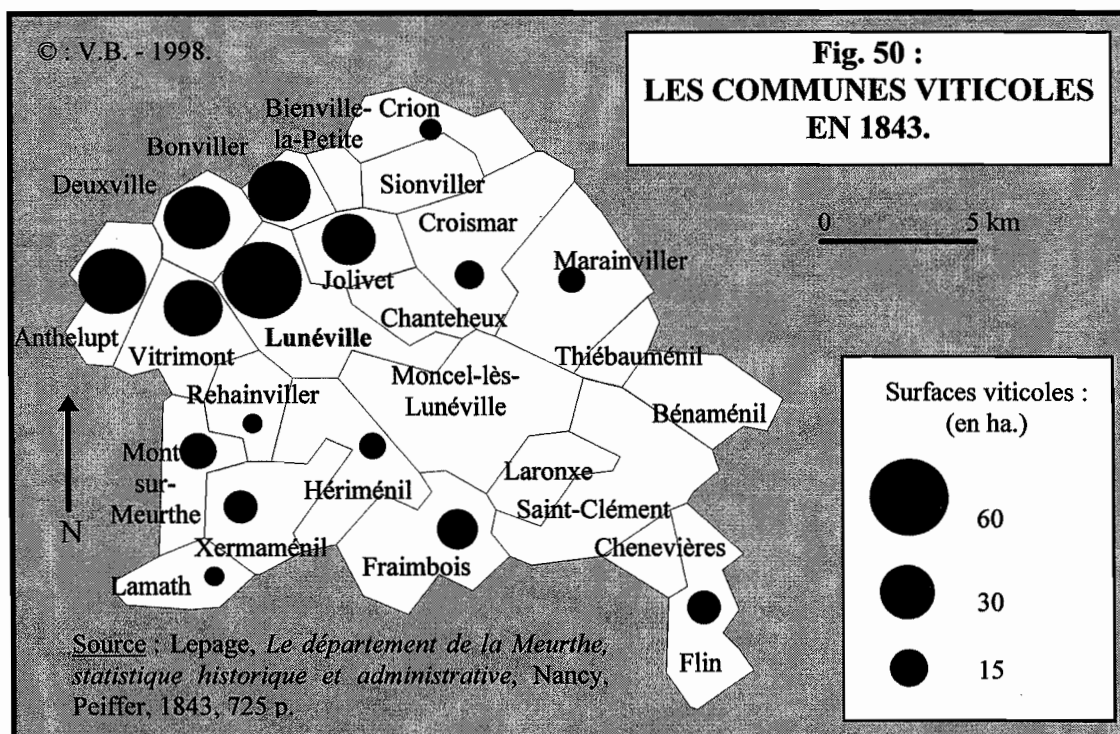 © : V.B. - 1998.
Fig. 50 :
LES COMMUNES VITICOLES
EN 1843.
Bienville-
la-Petite
Crion
Bonviller
Deuxville
Sionviller
Croismar
0 5 km
Marainviller
Jolivet
Chanteheux
Anthelupt
Vitrimont
Lunéville
Thiébauménil
Moncel-lès-
Lunéville
Rehainviller
Bénaménil
Surfaces viticoles :
(en ha.)
60
30
15
Mont
sur-
Meurthe
N
Hériménil
Laronxe
Saint-Clément
Xermaménil
Fraimbois
Chenevières
Lamath
Flin
Source : Lepage, Le département de la Meurthe,
statistique historique et administrative, Nancy,
Peiffer, 1843, 725 p.